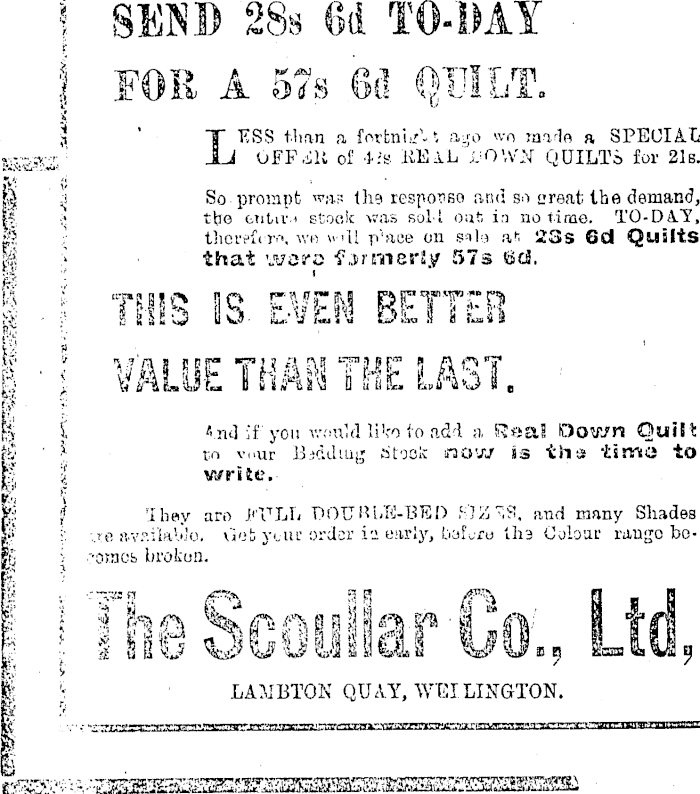 SEND 28s 6d TO-DAY
FOR A 57s 6d QUILT.
LESS than a fortnight ago we made a SPECIAL
OFFER of 42s REAL DOWN QUILTS for 21s.
So prompt was the response and so great the demand,
the entire stock was sold out in no time. TO-DAY,
therefore, we will place on sale at 28s 6d Quilts
that were formerly 57s 6d.
THIS IS EVEN BETTER
VALUE THAN THE LAST.
And if you would like to add a Real Down Quilt
to your Bedding Stock now is the time to
write.
They are FULL DOUBLE-BED SIZES, and many Shades
are available. Get your order in early, before the Colour range be-
comes broken.
The Scoullar Co., Ltd,
LAMBTON QUAY, WELLINGTON.